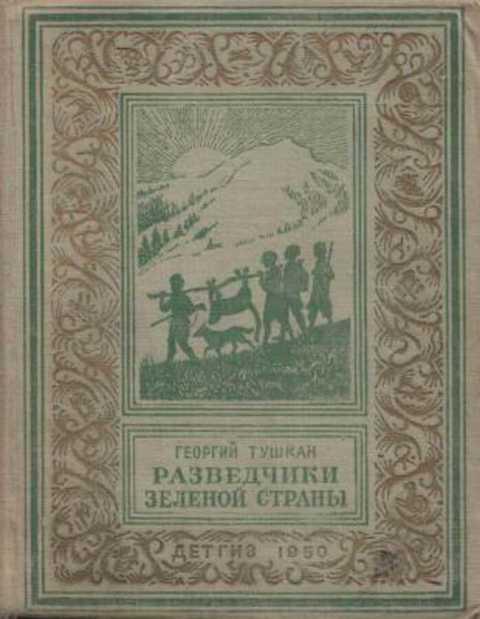 ГЕОРГИЙ ТУШКАН
РАЗВЕДЧИКИ
ЗЕЛЕНОЙ СТРАНЫ
ДЕТГИЗ 1950